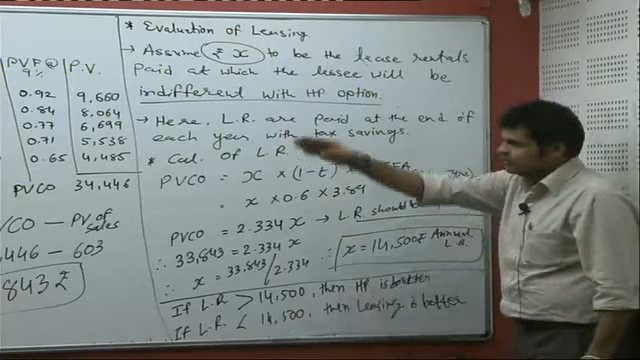 PVF@ 9% P.V.
0.92 9,660
0.84 8,064
0.77 6,699
0.71 5,538
0.65 4,485
PVCO 34,446
VCO — PV of sales
,446 — 603
843₹
* Evaluation of Leasing.
→ Assume ₹ x to be the lease rentals
Paid at which the lessee will be
indifferent with HP option.
→ Here, L.R. are paid at the end of
each year with tax savings.
* Cal. of L.R.
PVCO = x × (1-t)
= x × 0.6 × 3.89
PVCO = 2.334 x → L.R. should be
∴ 33,843 = 2.334 x
∴ x = 33,843/2.334 ∴ x = 14,500₹ Annual L.R.
If L.R. > 14,500, then HP is better
If L.R. < 14,500, then Leasing is better